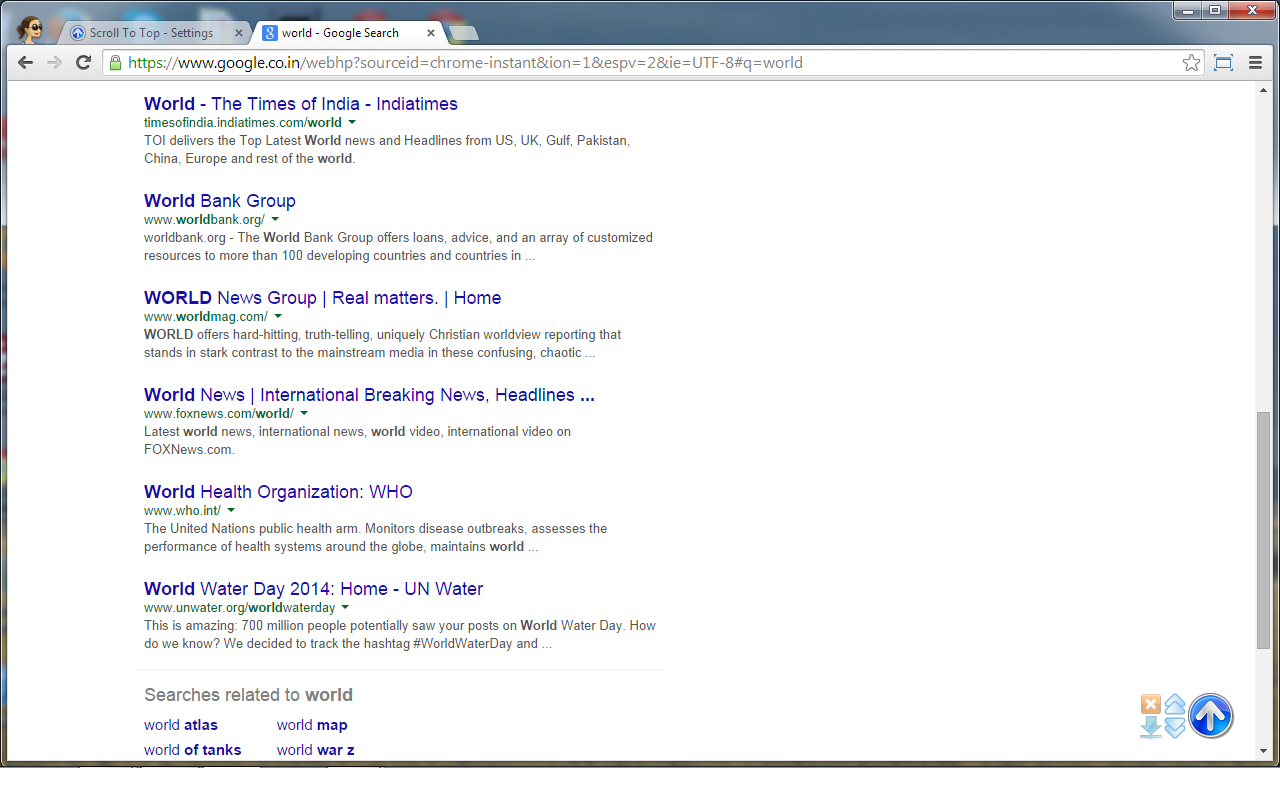 Scroll To Top - Settings
world - Google Search
https://www.google.co.in/webhp?sourceid=chrome-instant&ion=1&espv=2&ie=UTF-8#q=world
World - The Times of India - Indiatimes
timesofindia.indiatimes.com/world
TOI delivers the Top Latest World news and Headlines from US, UK, Gulf, Pakistan,
China, Europe and rest of the world.
World Bank Group
www.worldbank.org/
worldbank.org - The World Bank Group offers loans, advice, and an array of customized
resources to more than 100 developing countries and countries in ...
WORLD News Group | Real matters. | Home
www.worldmag.com/
WORLD offers hard-hitting, truth-telling, uniquely Christian worldview reporting that
stands in stark contrast to the mainstream media in these confusing, chaotic ...
World News | International Breaking News, Headlines ...
www.foxnews.com/world/
Latest world news, international news, world video, international video on
FOXNews.com.
World Health Organization: WHO
www.who.int/
The United Nations public health arm. Monitors disease outbreaks, assesses the
performance of health systems around the globe, maintains world ...
World Water Day 2014: Home - UN Water
www.unwater.org/worldwaterday
This is amazing: 700 million people potentially saw your posts on World Water Day. How
do we know? We decided to track the hashtag #WorldWaterDay and ...
Searches related to world
world atlas world map
world of tanks world war z